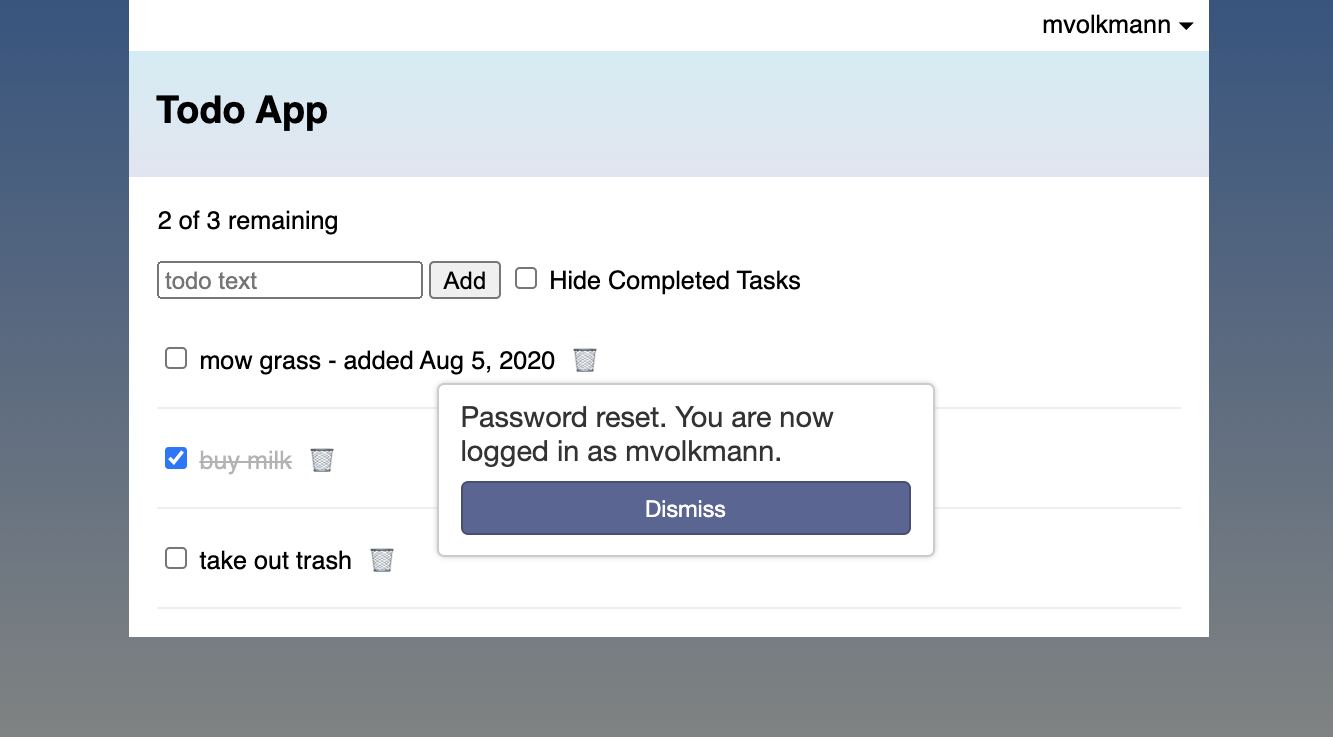 mvolkmann
Todo App
2 of 3 remaining
todo text Add Hide Completed Tasks
mow grass - added Aug 5, 2020
Password reset. You are now
logged in as mvolkmann.
buy milk
Dismiss
take out trash